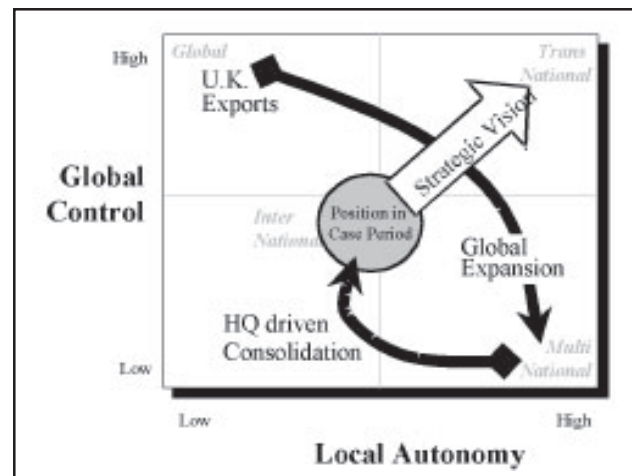 High
Global
Trans
National
U.K.
Exports
Strategic Vision
Global
Control
Inter
National
Position in
Case Period
Global
Expansion
HQ driven
Consolidation
Multi
National
Low
Low
High
Local Autonomy